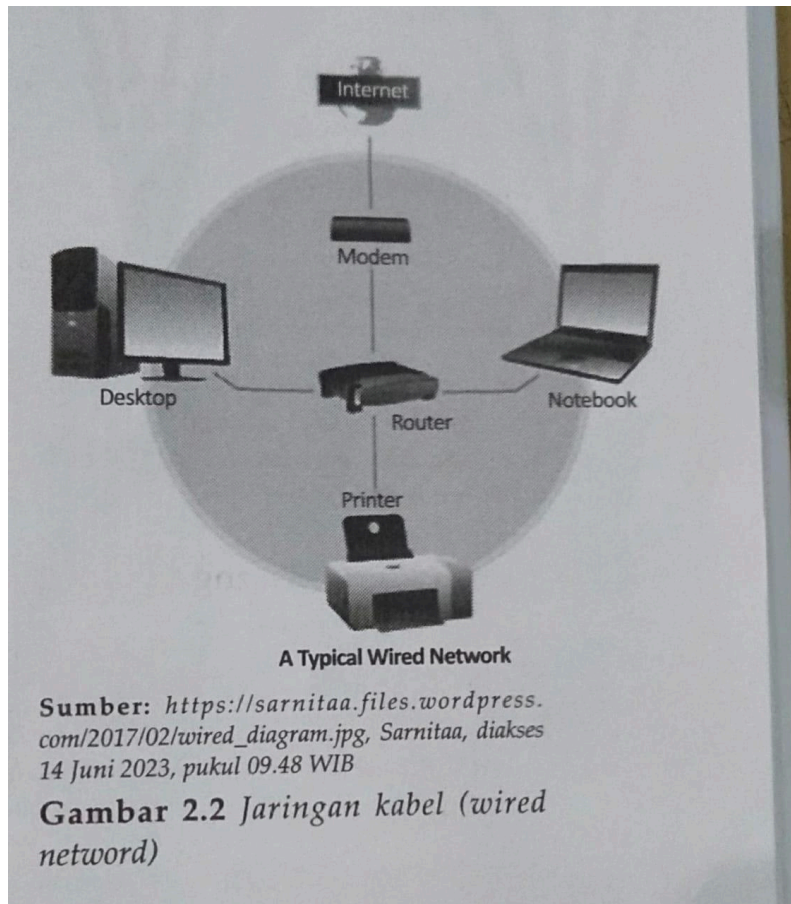 Internet
Modem
Desktop
Notebook
Router
Printer
A Typical Wired Network
Sumber: https://sarnitaa.files.wordpress.
com/2017/02/wired_diagram.jpg, Sarnitaa, diakses
14 Juni 2023, pukul 09.48 WIB
Gambar 2.2 Jaringan kabel (wired
netword)